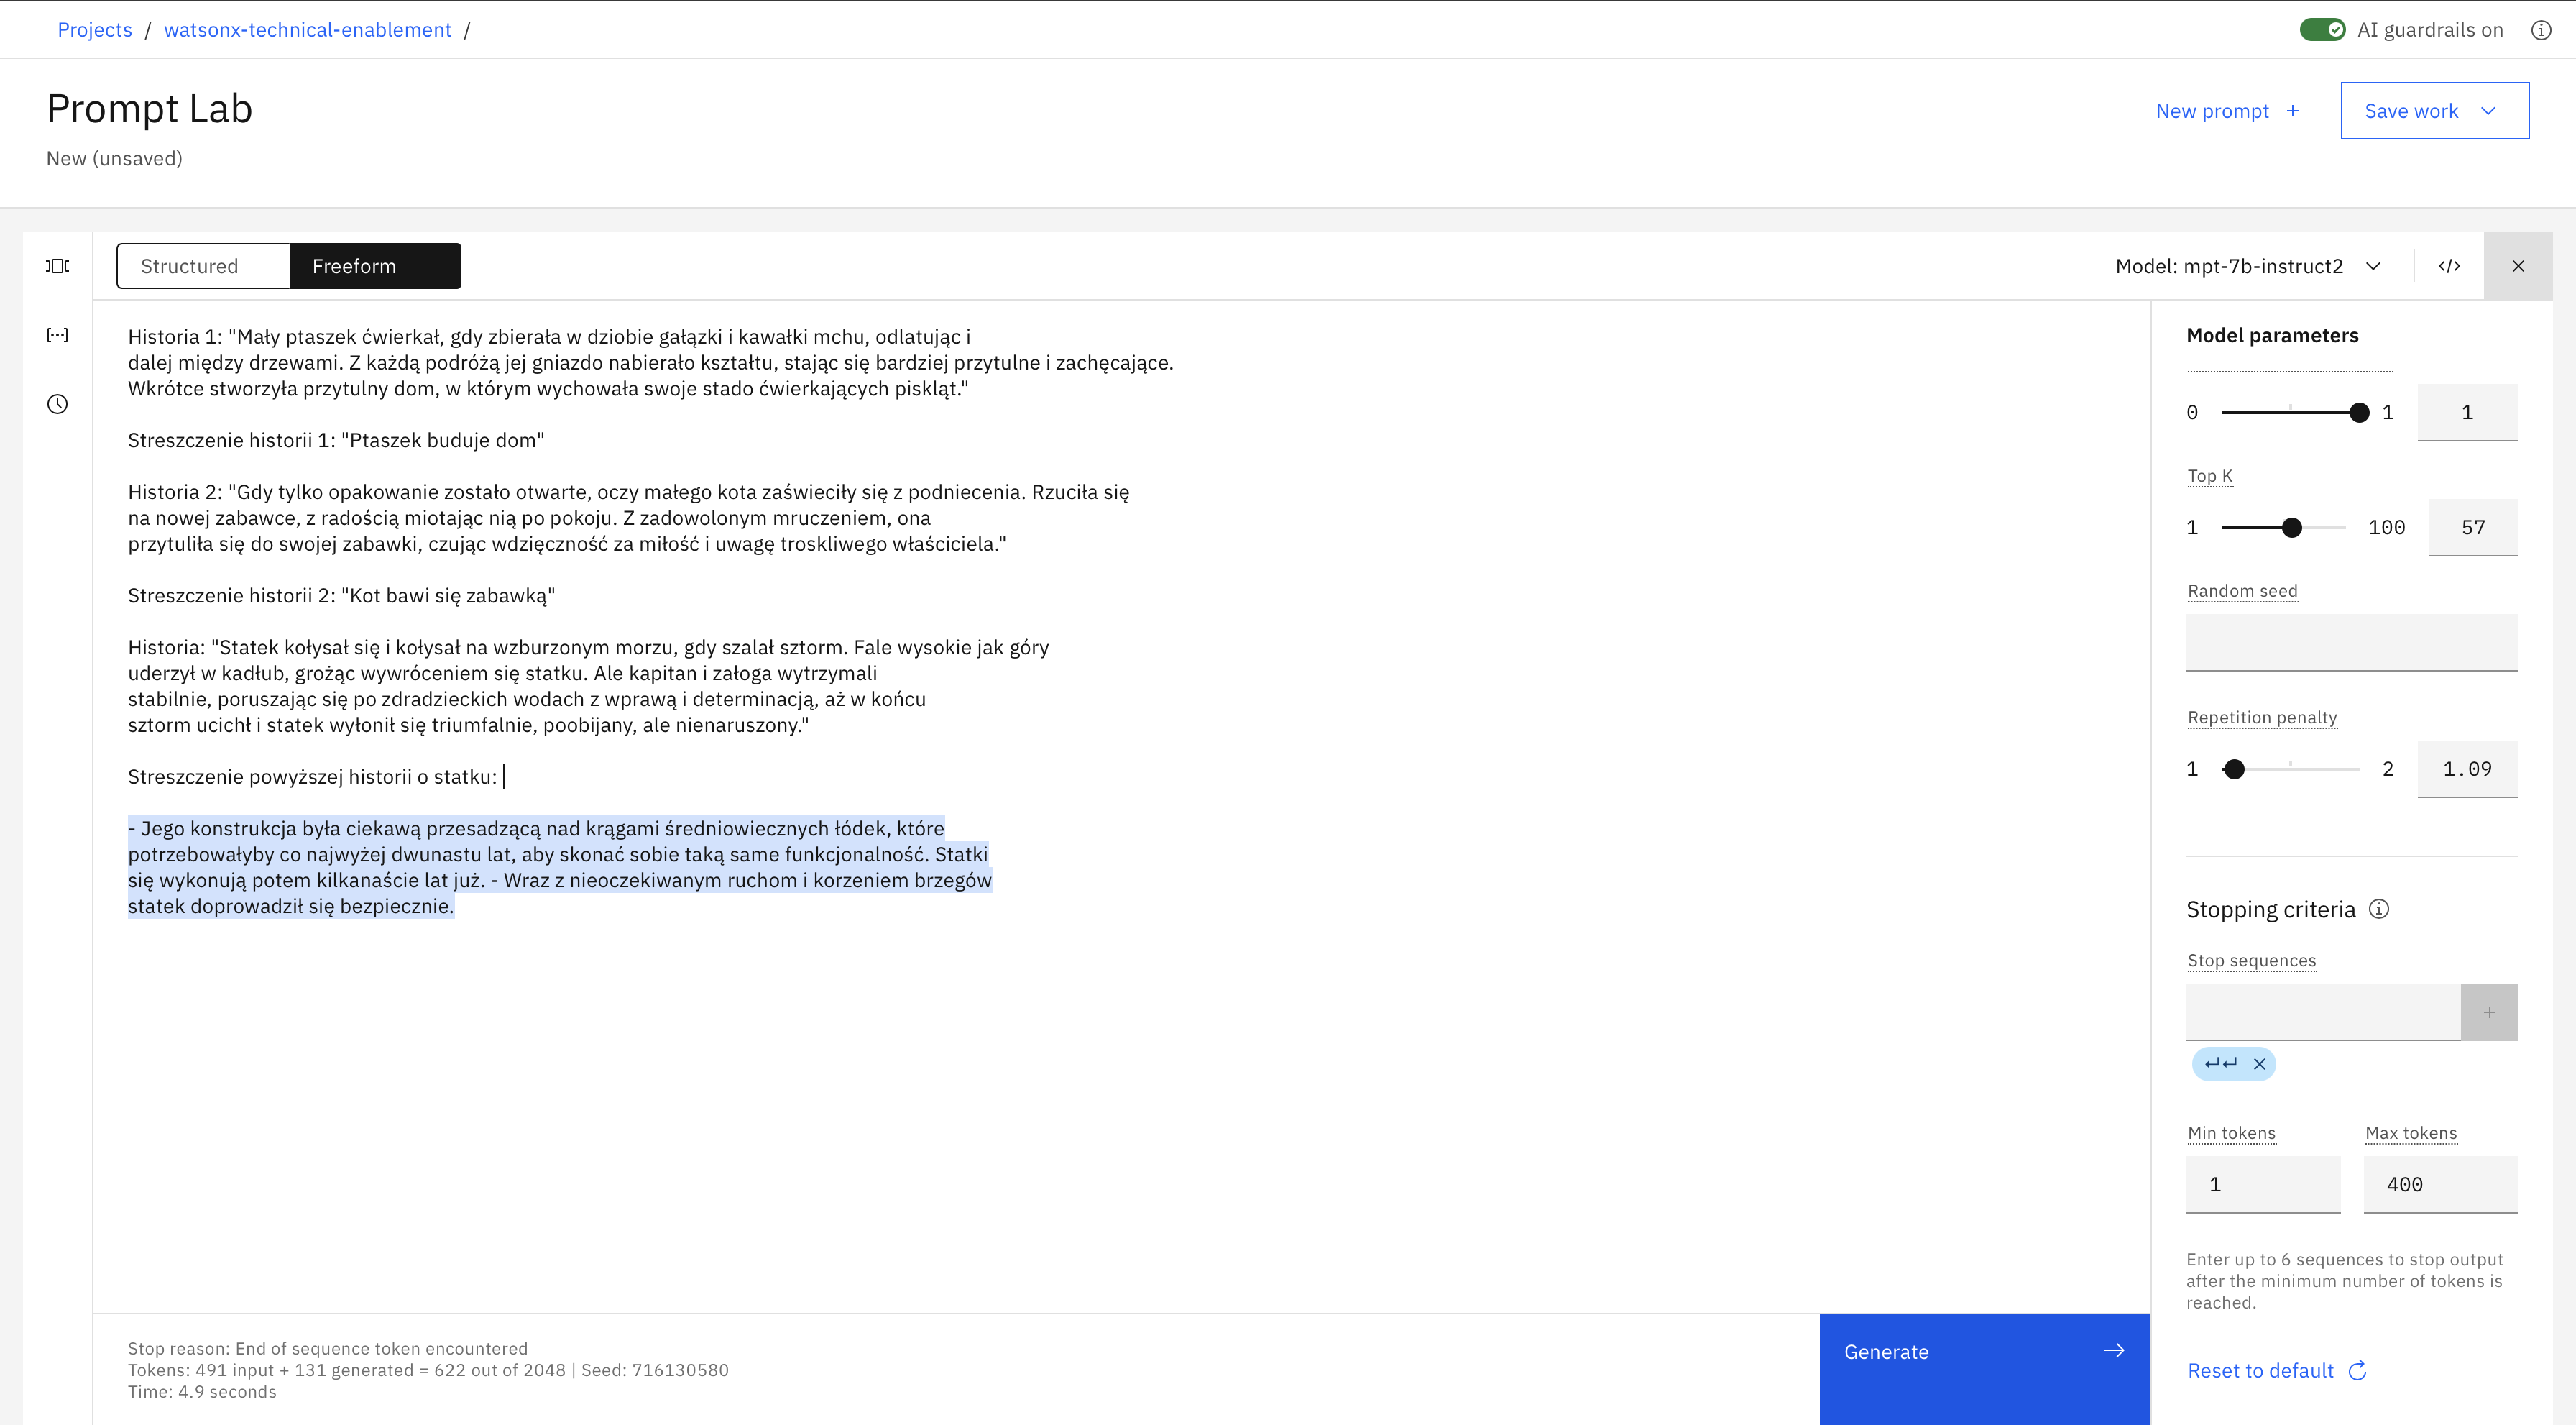 Projects / watsonx-technical-enablement /
AI guardrails on
Prompt Lab
New (unsaved)
New prompt +
Save work
Structured
Freeform
Model: mpt-7b-instruct2
</>
Historia 1: "Mały ptaszek ćwierkał, gdy zbierała w dziobie gałązki i kawałki mchu, odlatując i
dalej między drzewami. Z każdą podróżą jej gniazdo nabierało kształtu, stając się bardziej przytulne i zachęcające.
Wkrótce stworzyła przytulny dom, w którym wychowała swoje stado ćwierkających piskląt."
Streszczenie historii 1: "Ptaszek buduje dom"
Historia 2: "Gdy tylko opakowanie zostało otwarte, oczy małego kota zaświeciły się z podniecenia. Rzuciła się
na nowej zabawce, z radością miotając nią po pokoju. Z zadowolonym mruczeniem, ona
przytuliła się do swojej zabawki, czując wdzięczność za miłość i uwagę troskliwego właściciela."
Streszczenie historii 2: "Kot bawi się zabawką"
Historia: "Statek kołysał się i kołysał na wzburzonym morzu, gdy szalał sztorm. Fale wysokie jak góry
uderzył w kadłub, grożąc wywróceniem się statku. Ale kapitan i załoga wytrzymali
stabilnie, poruszając się po zdradzieckich wodach z wprawą i determinacją, aż w końcu
sztorm ucichł i statek wyłonił się triumfalnie, poobijany, ale nienaruszony."
Streszczenie powyższej historii o statku:
- Jego konstrukcja była ciekawą przesadzącą nad krągami średniowiecznych łódek, które
potrzebowałyby co najwyżej dwunastu lat, aby skonać sobie taką same funkcjonalność. Statki
się wykonują potem kilkanaście lat już. - Wraz z nieoczekiwanym ruchom i korzeniem brzegów
statek doprowadził się bezpiecznie.
Stop reason: End of sequence token encountered
Tokens: 491 input + 131 generated = 622 out of 2048 | Seed: 716130580
Time: 4.9 seconds
Generate
Model parameters
0 1 1
Top K
1 100 57
Random seed
Repetition penalty
1 2 1.09
Stopping criteria
Stop sequences
+
↵↵ ×
Min tokens Max tokens
1 400
Enter up to 6 sequences to stop output
after the minimum number of tokens is
reached.
Reset to default